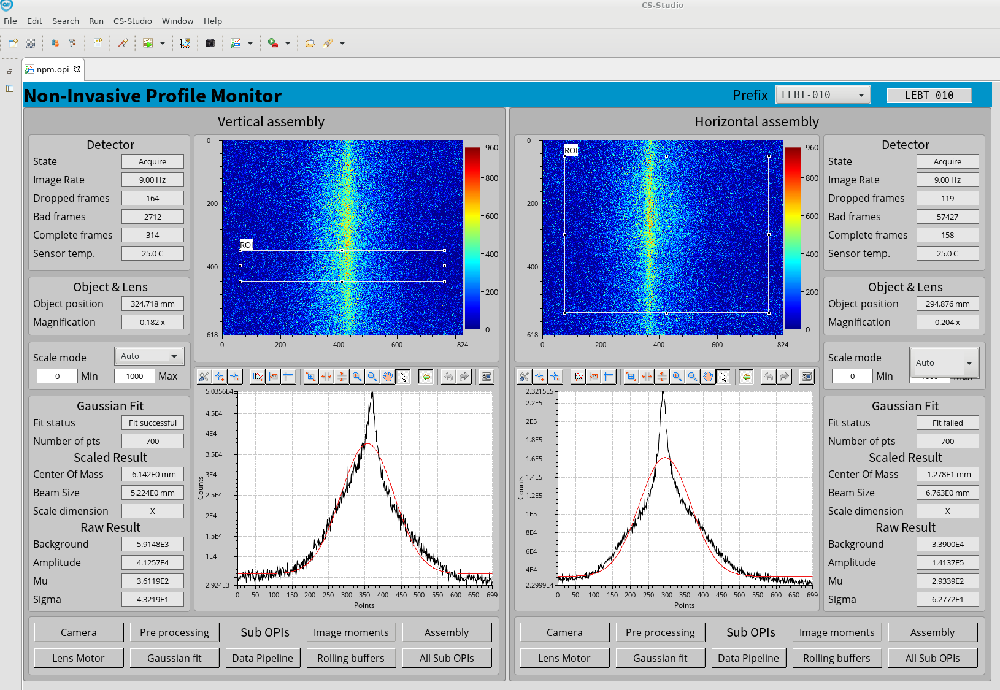 CS-Studio
File Edit Search Run CS-Studio Window Help
npm.opi
Non-Invasive Profile Monitor
Prefix LEBT-010 LEBT-010
Vertical assembly
Detector
State Acquire
Image Rate 9.00 Hz
Dropped frames 164
Bad frames 2712
Complete frames 314
Sensor temp. 25.0 C
Object & Lens
Object position 324.718 mm
Magnification 0.182 x
Scale mode Auto
0 Min 1000 Max
Gaussian Fit
Fit status Fit successful
Number of pts 700
Scaled Result
Center Of Mass -6.142E0 mm
Beam Size 5.224E0 mm
Scale dimension X
Raw Result
Background 5.9148E3
Amplitude 4.1257E4
Mu 3.6119E2
Sigma 4.3219E1
0
200
400
618
0 200 400 600 824
ROI
960
800
600
400
200
0
5.0356E4
4.5E4
4E4
3.5E4
3E4
2.5E4
2E4
1.5E4
1E4
2.924E3
Counts
0 50 100 150 200 250 300 350 400 450 500 550 600 650 699
Points
Camera Pre processing Sub OPIs Image moments Assembly
Lens Motor Gaussian fit Data Pipeline Rolling buffers All Sub OPIs
Horizontal assembly
0
200
400
618
0 200 400 600 824
ROI
960
800
600
400
200
0
2.3215E5
2.2E5
2E5
1.8E5
1.6E5
1.4E5
1.2E5
1E5
8E4
6E4
4E4
2.2999E4
Counts
0 50 100 150 200 250 300 350 400 450 500 550 600 650 699
Points
Detector
State Acquire
Image Rate 9.00 Hz
Dropped frames 119
Bad frames 57427
Complete frames 158
Sensor temp. 25.0 C
Object & Lens
Object position 294.876 mm
Magnification 0.204 x
Scale mode Auto
0 Min
Gaussian Fit
Fit status Fit failed
Number of pts 700
Scaled Result
Center Of Mass -1.278E1 mm
Beam Size 6.763E0 mm
Scale dimension X
Raw Result
Background 3.3900E4
Amplitude 1.4137E5
Mu 2.9339E2
Sigma 6.2772E1
Camera Pre processing Sub OPIs Image moments Assembly
Lens Motor Gaussian fit Data Pipeline Rolling buffers All Sub OPIs